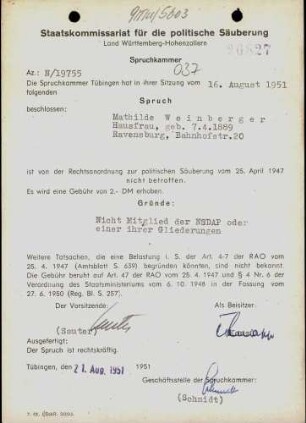 Staatskommissariat für die politische Säuberung
Land Württemberg-Hohenzollern
Spruchkammer
037
Az.: N/19755
Die Spruchkammer Tübingen hat in ihrer Sitzung vom 16. August 1951
folgenden
Spruch
beschlossen:
Mathilde Weinberger
Hausfrau, geb. 7.4.1889
Ravensburg, Bahnhofstr.20
ist von der Rechtsanordnung zur politischen Säuberung vom 25. April 1947
nicht betroffen.
Es wird eine Gebühr von 2.- DM erhoben.
Gründe:
Nicht Mitglied der NSDAP oder
einer ihrer Gliederungen
Weitere Tatsachen, die eine Belastung i. S. der Art. 4-7 der RAO vom
25. 4. 1947 (Amtsblatt S. 639) begründen könnten, sind nicht bekannt.
Die Gebühr beruht auf Art. 47 der RAO vom 25. 4. 1947 und § 4 Nr. 6 der
Verordnung des Staatsministeriums vom 6. 10. 1948 in der Fassung vom
27. 6. 1950 (Reg. Bl. S. 257).
Der Vorsitzende:
Als Beisitzer:
Ausgefertigt:
Der Spruch ist rechtskräftig.
Tübingen, den 21. Aug. 1951 1951
Geschäftsstelle der Spruchkammer:
(Schmidt)